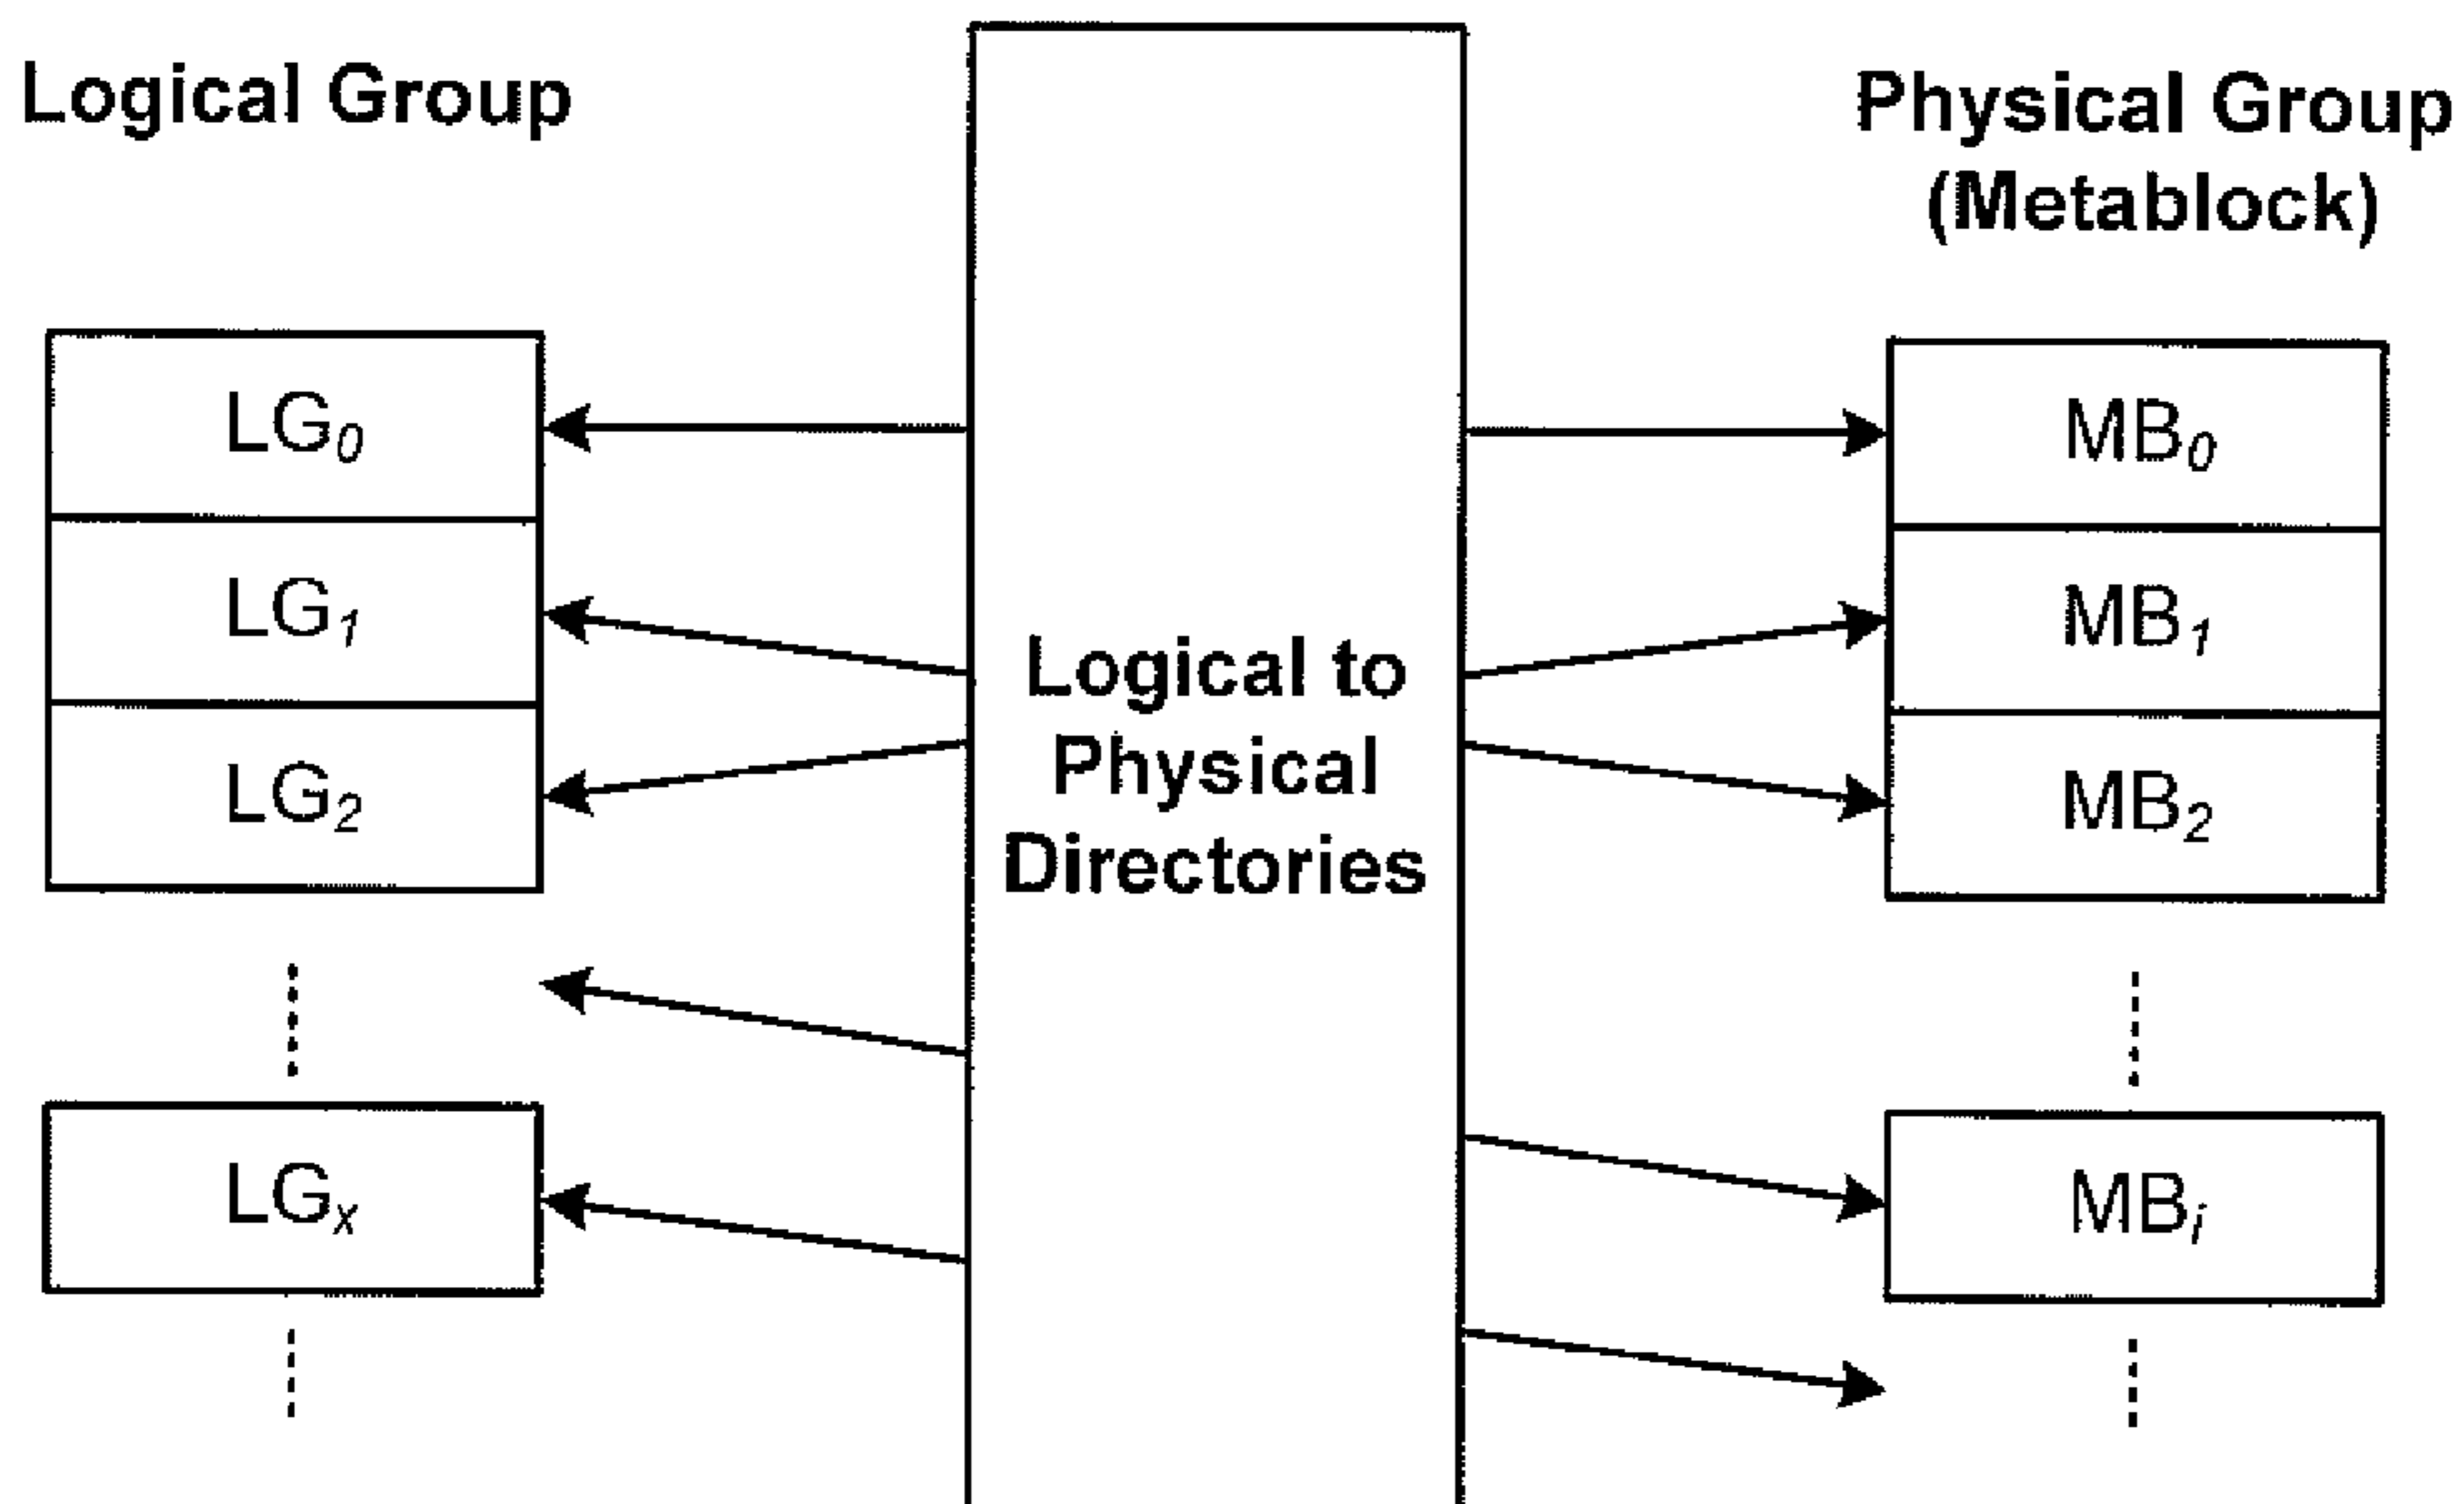 Logical Group
Physical Group
(Metablock)
LG0
LG1
LG2
LGx
Logical to
Physical
Directories
MB0
MB1
MB2
MBi